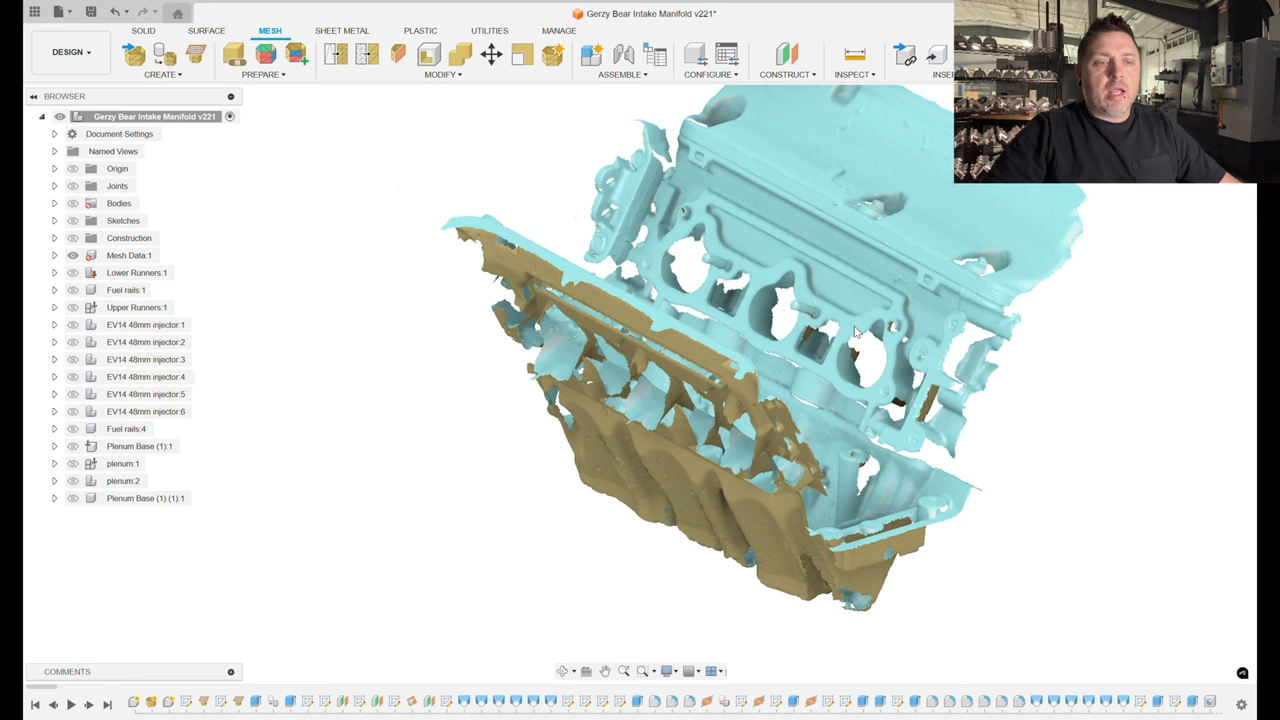 Gerzy Bear Intake Manifold v221*
SOLID SURFACE MESH SHEET METAL PLASTIC UTILITIES MANAGE
DESIGN
CREATE PREPARE MODIFY ASSEMBLE CONFIGURE CONSTRUCT INSPECT
BROWSER
Gerzy Bear Intake Manifold v221
Document Settings
Named Views
Origin
Joints
Bodies
Sketches
Construction
Mesh Data:1
Lower Runners:1
Fuel rails:1
Upper Runners:1
EV14 48mm injector:1
EV14 48mm injector:2
EV14 48mm injector:3
EV14 48mm injector:4
EV14 48mm injector:5
EV14 48mm injector:6
Fuel rails:4
Plenum Base (1):1
plenum:1
plenum:2
Plenum Base (1) (1):1
COMMENTS